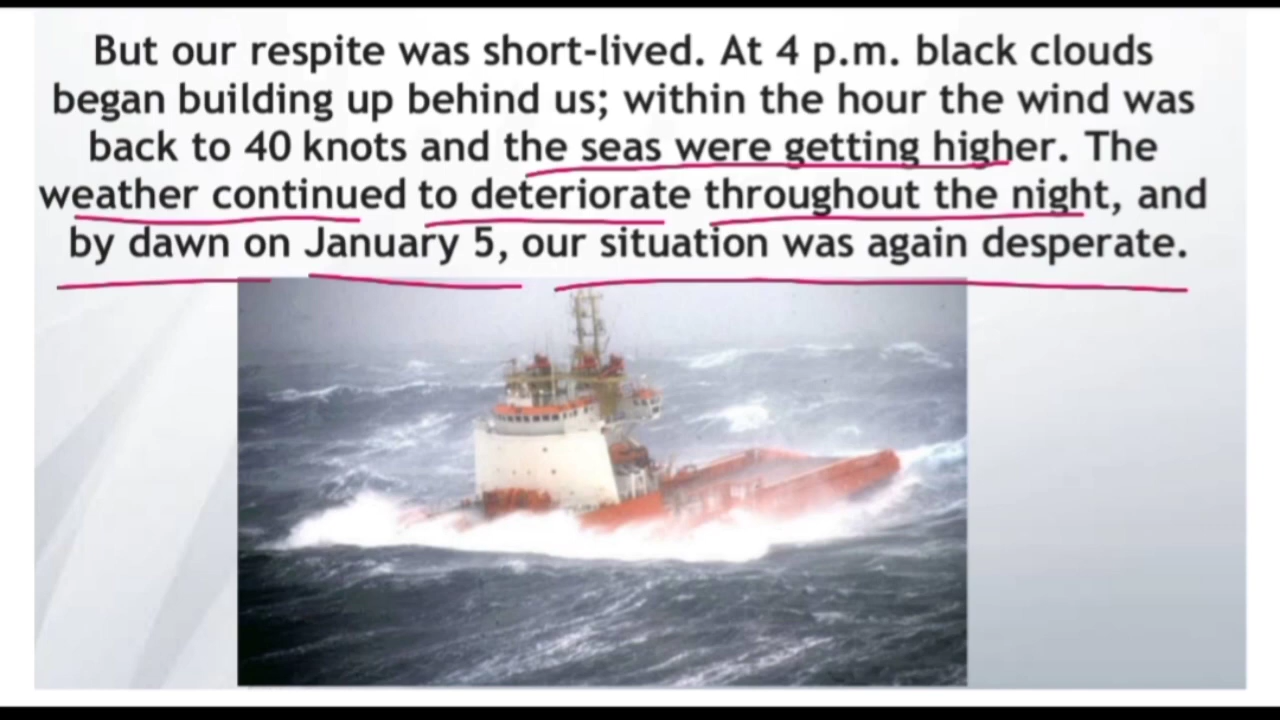 But our respite was short-lived. At 4 p.m. black clouds
began building up behind us; within the hour the wind was
back to 40 knots and the seas were getting higher. The
weather continued to deteriorate throughout the night, and
by dawn on January 5, our situation was again desperate.